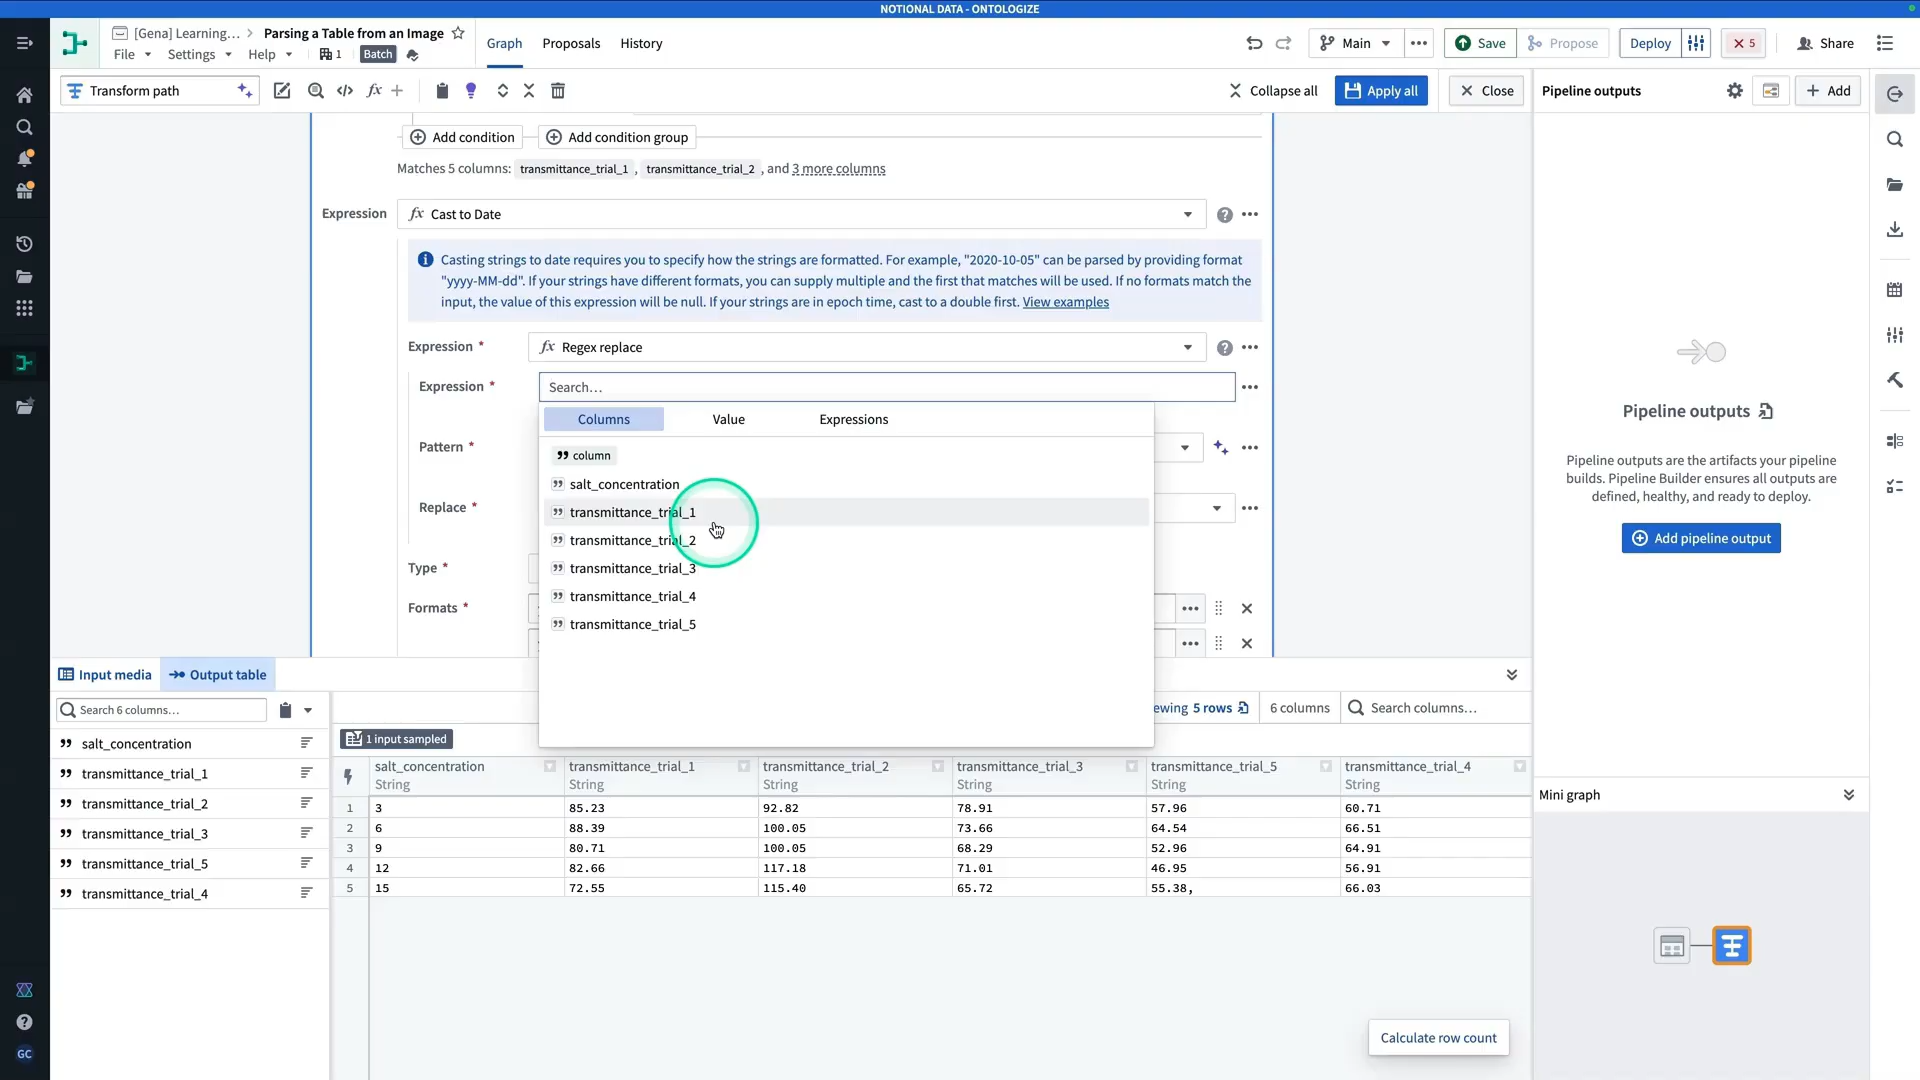 NOTIONAL DATA - ONTOLOGIZE
[Gena] Learning... > Parsing a Table from an Image
File Settings Help 1 Batch
Graph Proposals History
Main Save Propose Deploy 5 Share
Transform path
fx
Collapse all Apply all Close
Pipeline outputs Add
Add condition Add condition group
Matches 5 columns: transmittance_trial_1 , transmittance_trial_2 , and 3 more columns
Expression fx Cast to Date
Casting strings to date requires you to specify how the strings are formatted. For example, "2020-10-05" can be parsed by providing format
"yyyy-MM-dd". If your strings have different formats, you can supply multiple and the first that matches will be used. If no formats match the
input, the value of this expression will be null. If your strings are in epoch time, cast to a double first. View examples
Expression * fx Regex replace
Expression * Search...
Columns Value Expressions
Pattern *
column
salt_concentration
Replace *
transmittance_trial_1
transmittance_trial_2
Type *
transmittance_trial_3
Formats *
transmittance_trial_4
transmittance_trial_5
Pipeline outputs
Pipeline outputs are the artifacts your pipeline
builds. Pipeline Builder ensures all outputs are
defined, healthy, and ready to deploy.
Add pipeline output
Input media Output table
Search 6 columns...
ewing 5 rows 6 columns Search columns...
salt_concentration
transmittance_trial_1
transmittance_trial_2
transmittance_trial_3
transmittance_trial_5
transmittance_trial_4
1 input sampled
salt_concentration transmittance_trial_1 transmittance_trial_2 transmittance_trial_3 transmittance_trial_5 transmittance_trial_4
String String String String String String
1 3 85.23 92.82 78.91 57.96 60.71
2 6 88.39 100.05 73.66 64.54 66.51
3 9 80.71 100.05 68.29 52.96 64.91
4 12 82.66 117.18 71.01 46.95 56.91
5 15 72.55 115.40 65.72 55.38, 66.03
Mini graph
Calculate row count
GC